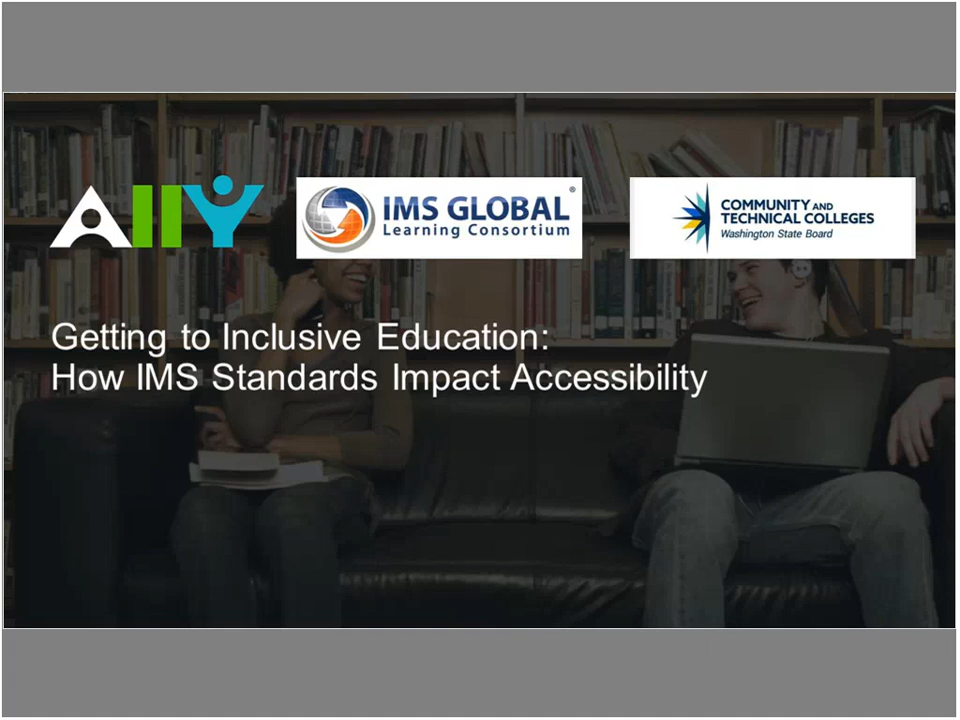 Ally
IMS GLOBAL®
Learning Consortium
COMMUNITY AND
TECHNICAL COLLEGES
Washington State Board
Getting to Inclusive Education:
How IMS Standards Impact Accessibility